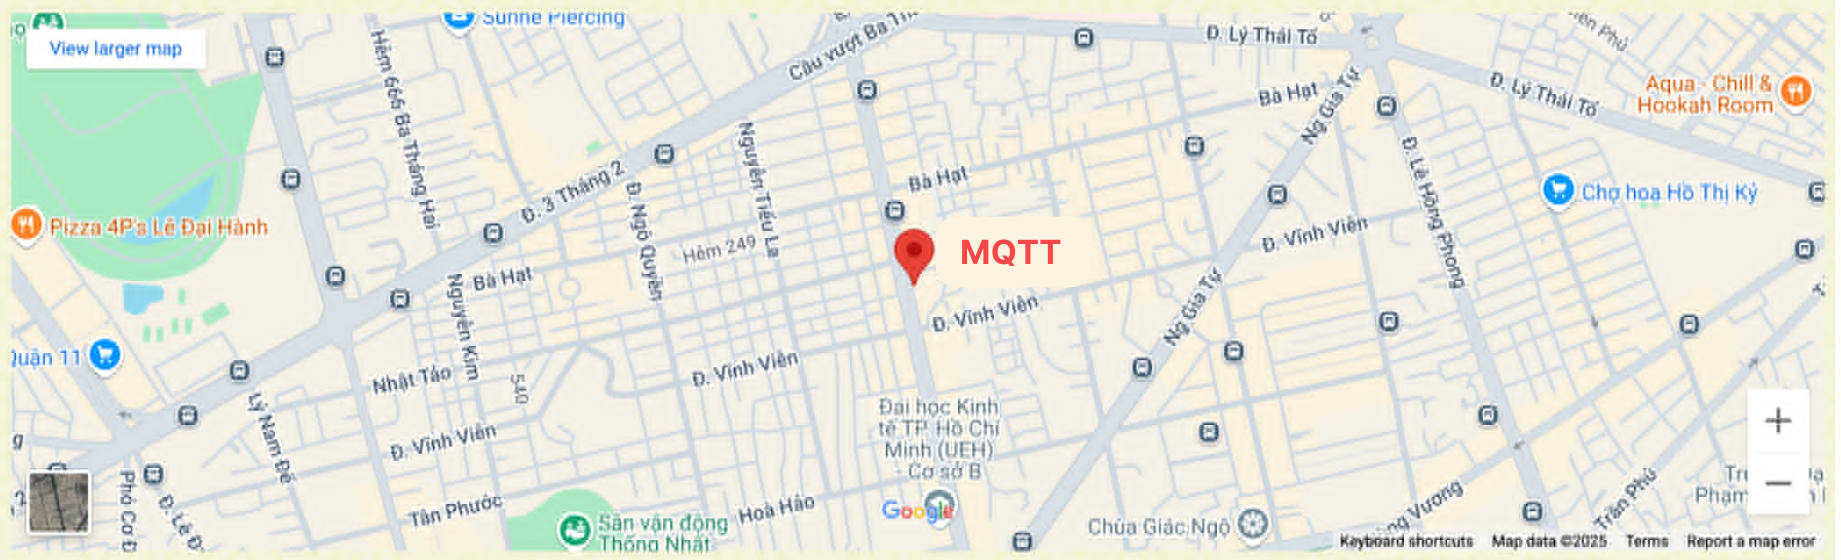 Sunne Piercing
View larger map
Hẻm 666 Ba Tháng Hai
Cầu vượt Ba Th
Đ. Lý Thái Tổ
Đ. Lý Thái Tổ
Aqua - Chill &
Hookah Room
Bà Hạt
Ng Gia Tự
Đ. Lê Hồng Phong
Nguyễn Tiểu La
Đ. 3 Tháng 2
Bà Hạt
Chợ hoa Hồ Thị Kỷ
Pizza 4P's Lê Đại Hành
Đ. Ngô Quyền
Hẻm 249
MQTT
Đ. Vĩnh Viễn
Bà Hạt
Nguyễn Kim
Đ. Vĩnh Viễn
Ng Gia Tự
Quận 11
Nhật Tảo
540
Đ. Vĩnh Viễn
Lý Nam Đế
Đ. Vĩnh Viễn
Đại học Kinh
tế TP. Hồ Chí
Minh (UEH)
- Cơ sở B
Phó Cơ Đ
Đ. Lê Đ
Tân Phước
Hoà Hảo
Google
Sân vận động
Thống Nhất
Chùa Giác Ngộ
ng Vương
Trần Phú
Phạm
Keyboard shortcuts
Map data ©2025
Terms
Report a map error